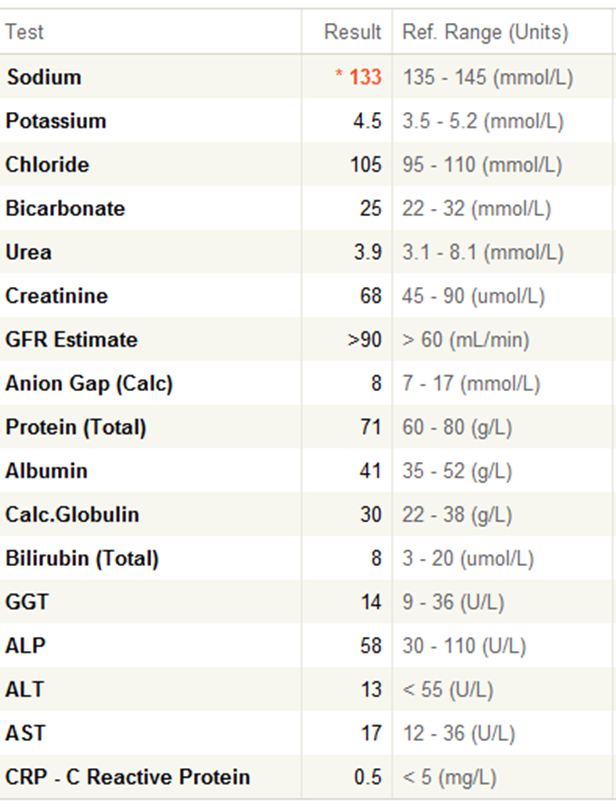 Test Result Ref. Range (Units)
Sodium * 133 135 - 145 (mmol/L)
Potassium 4.5 3.5 - 5.2 (mmol/L)
Chloride 105 95 - 110 (mmol/L)
Bicarbonate 25 22 - 32 (mmol/L)
Urea 3.9 3.1 - 8.1 (mmol/L)
Creatinine 68 45 - 90 (umol/L)
GFR Estimate >90 > 60 (mL/min)
Anion Gap (Calc) 8 7 - 17 (mmol/L)
Protein (Total) 71 60 - 80 (g/L)
Albumin 41 35 - 52 (g/L)
Calc.Globulin 30 22 - 38 (g/L)
Bilirubin (Total) 8 3 - 20 (umol/L)
GGT 14 9 - 36 (U/L)
ALP 58 30 - 110 (U/L)
ALT 13 < 55 (U/L)
AST 17 12 - 36 (U/L)
CRP - C Reactive Protein 0.5 < 5 (mg/L)